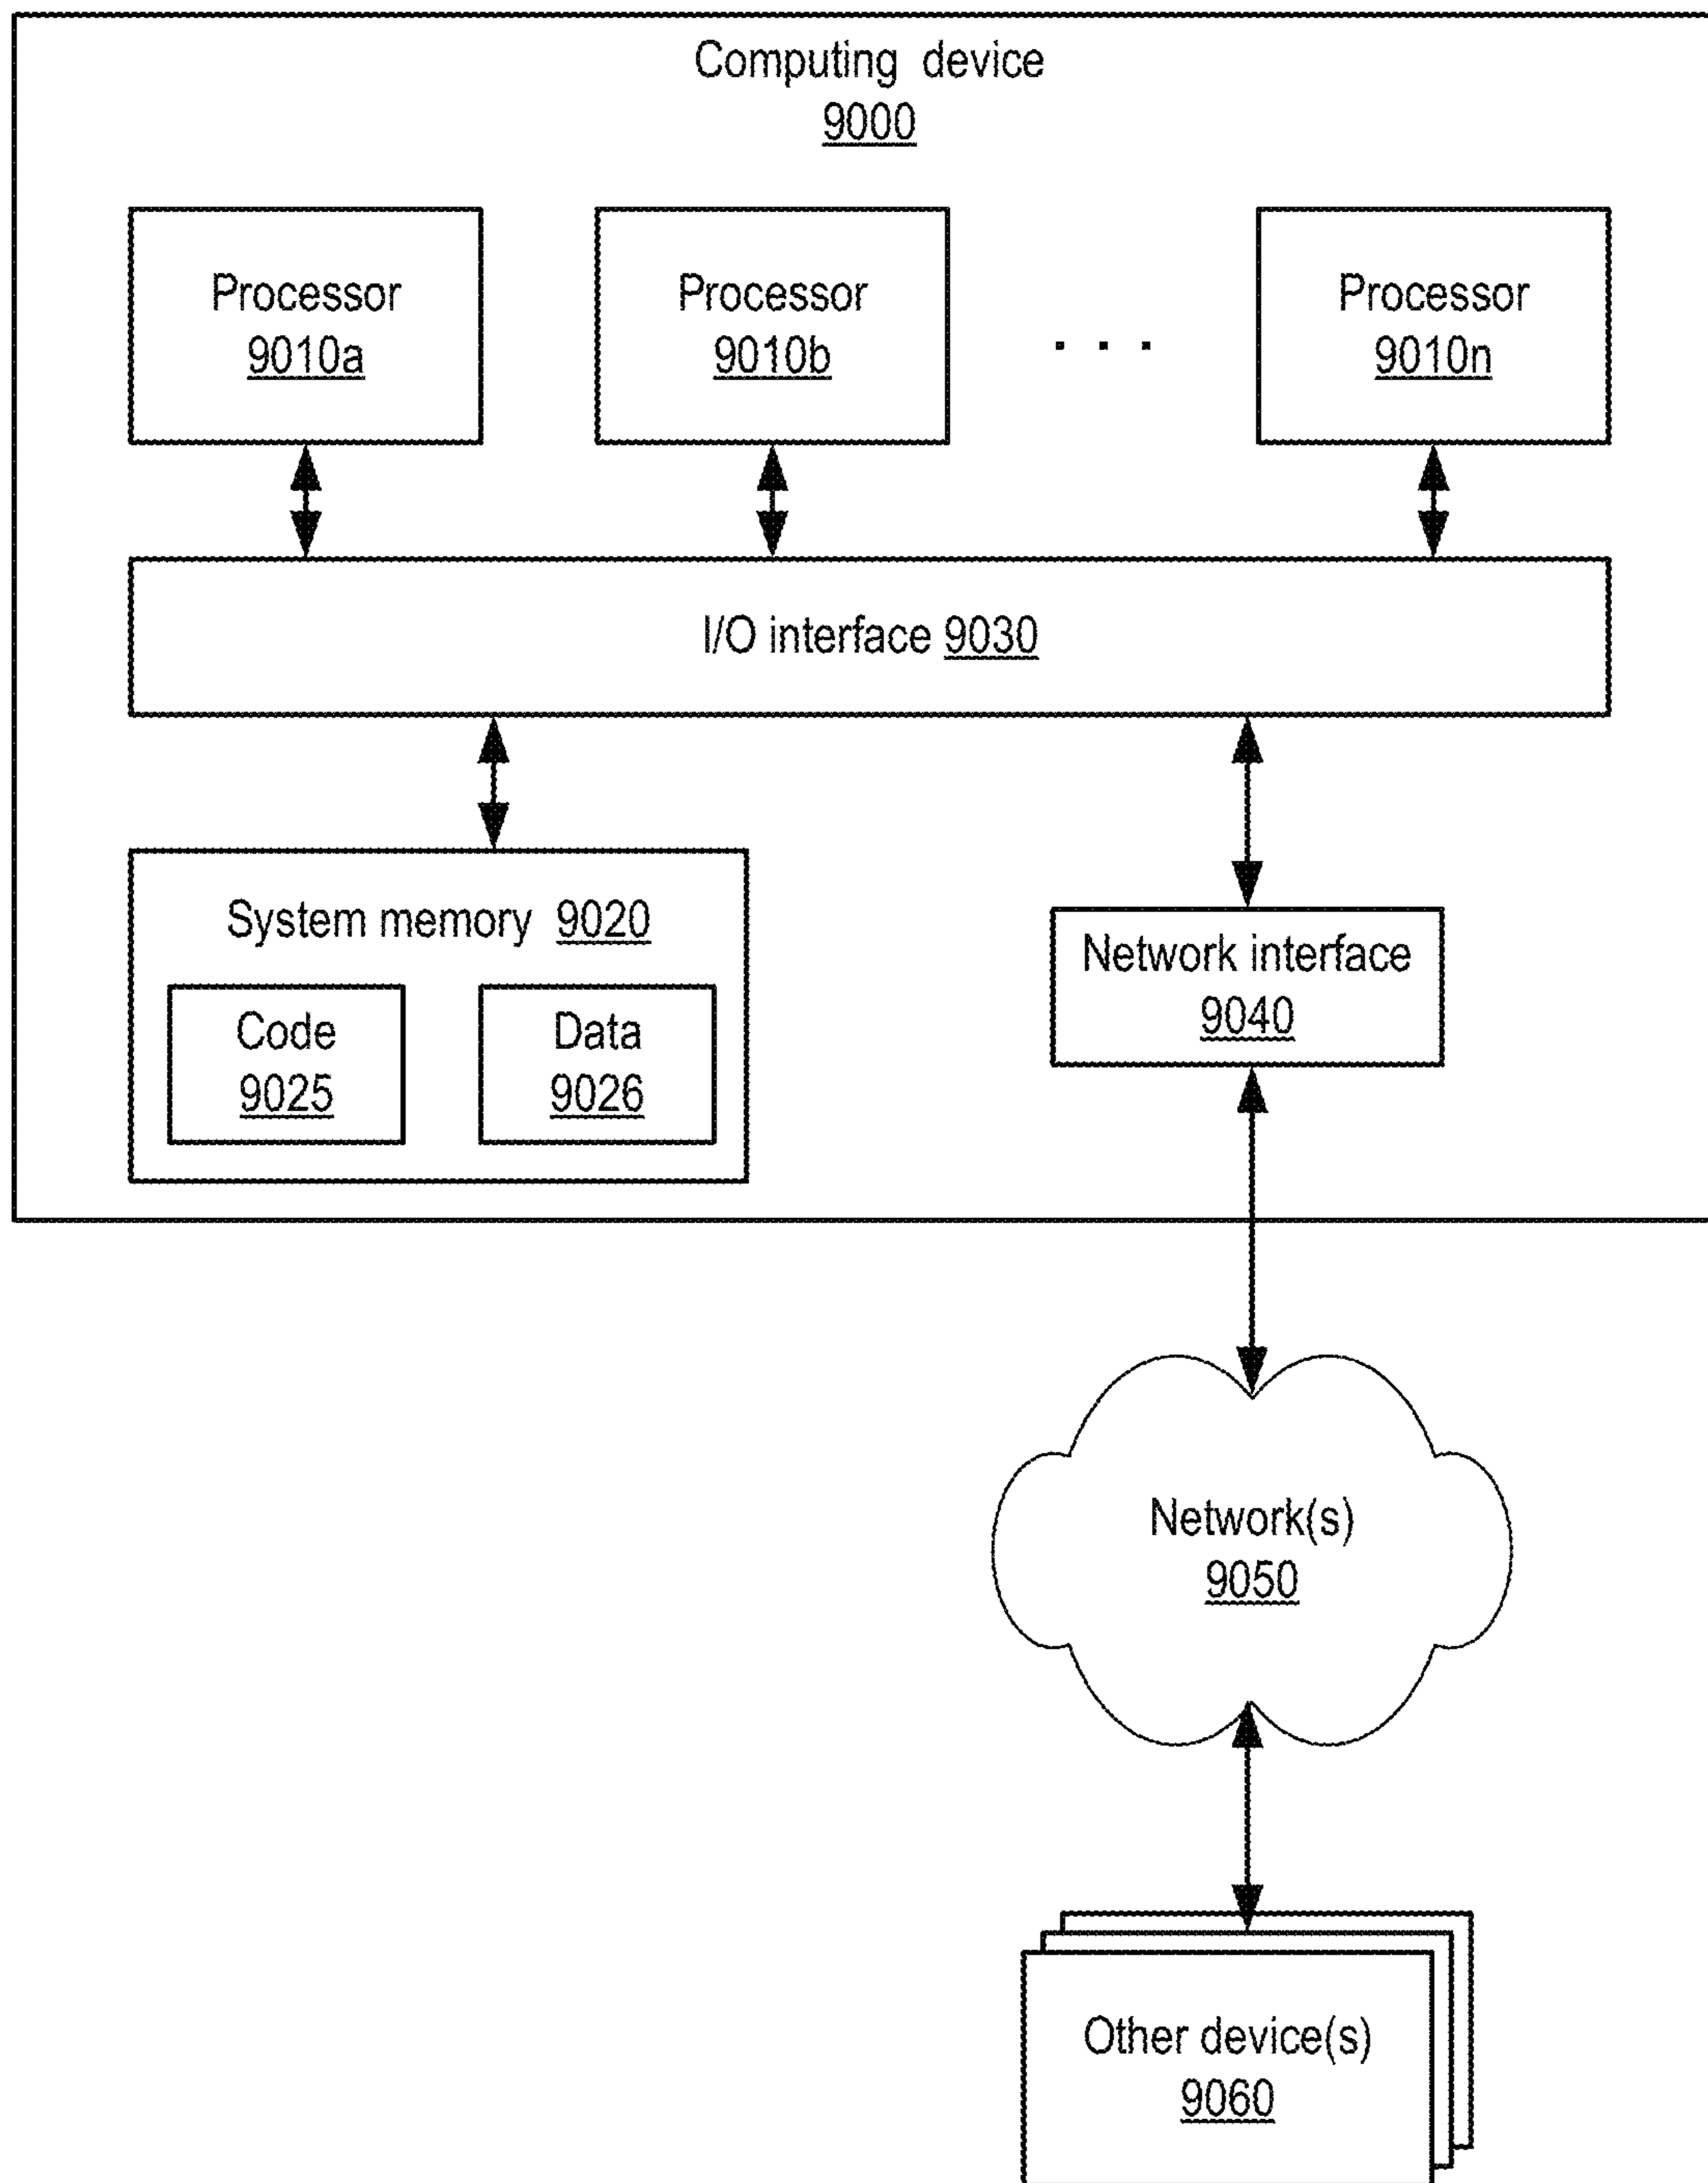 Computing device
9000
Processor
9010a
Processor
9010b
. . .
Processor
9010n
I/O interface 9030
System memory 9020
Code
9025
Data
9026
Network interface
9040
Network(s)
9050
Other device(s)
9060